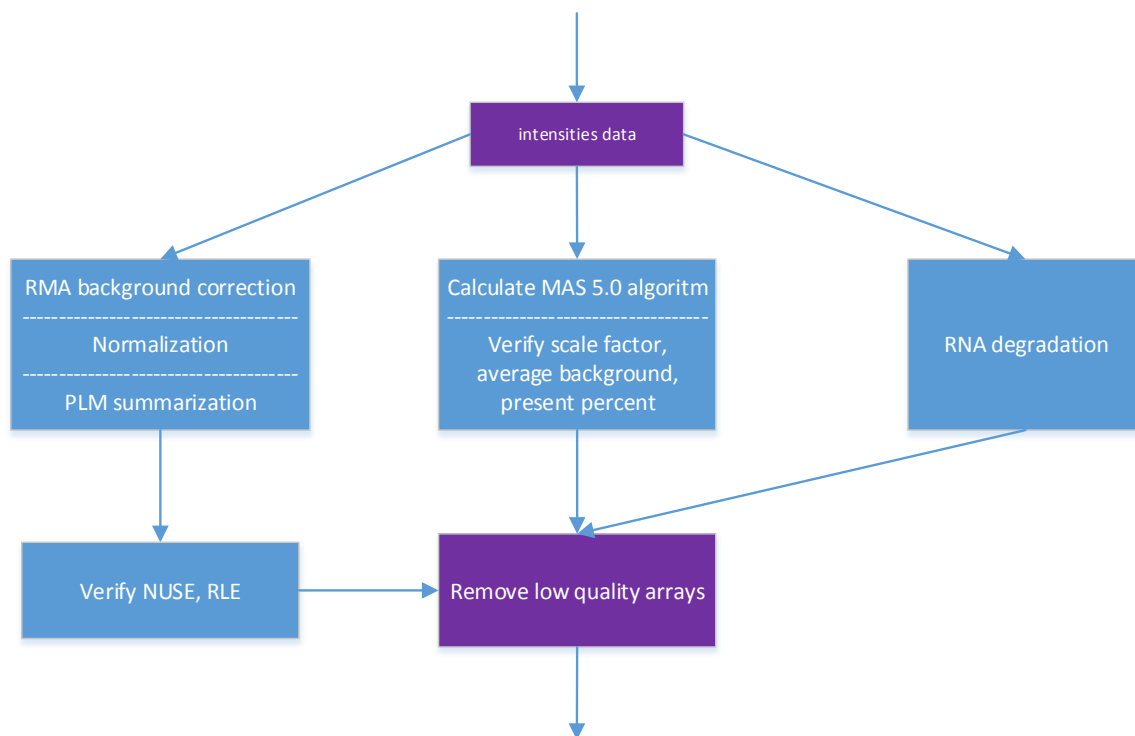 intensities data
RMA background correction
-------------------------------------
Normalization
-------------------------------------
PLM summarization
Calculate MAS 5.0 algoritm
-----------------------------------
Verify scale factor,
average background,
present percent
RNA degradation
Verify NUSE, RLE
Remove low quality arrays